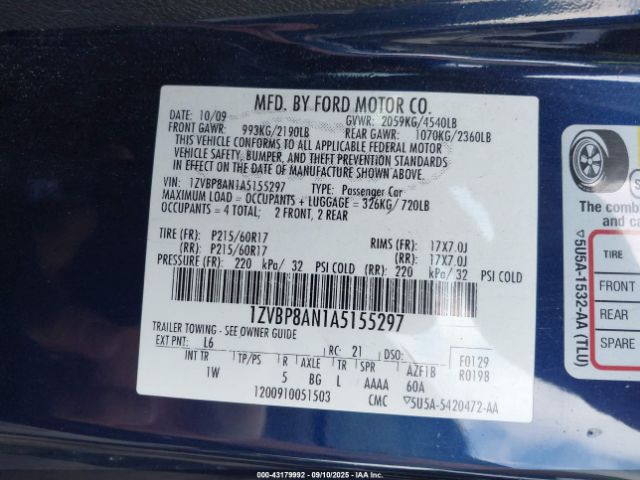 MFD. BY FORD MOTOR CO.
DATE: 10/09 GVWR: 2059KG/4540LB
FRONT GAWR: 993KG/2190LB REAR GAWR: 1070KG/2360LB
THIS VEHICLE CONFORMS TO ALL APPLICABLE FEDERAL MOTOR
VEHICLE SAFETY, BUMPER, AND THEFT PREVENTION STANDARDS
IN EFFECT ON THE DATE OF MANUFACTURE SHOWN ABOVE.
VIN: 1ZVBP8AN1A5155297 TYPE: Passenger Car
MAXIMUM LOAD = OCCUPANTS + LUGGAGE = 326KG/720LB
OCCUPANTS = 4 TOTAL; 2 FRONT, 2 REAR
TIRE (FR): P215/60R17 RIMS (FR): 17X7.0J
(RR): P215/60R17 (RR): 17X7.0J
PRESSURE (FR): 220 kPa/ 32 PSI COLD (RR): 220 kPa/ 32 PSI COLD
1ZVBP8AN1A5155297
TRAILER TOWING - SEE OWNER GUIDE
EXT PNT: L6 RC: 21 DSO: F0129
INT TR TP/PS R AXLE TR SPR AZF1B R0198
1W 5 BG L AAAA 60A
1200910051503 CMC ▽5U5A-5420472-AA
The comb
and ca
TIRE
FRONT
REAR
SPARE
▽5U5A-1532-AA (TLU)
#43179992 - 09/10/2025 - IAA Inc.